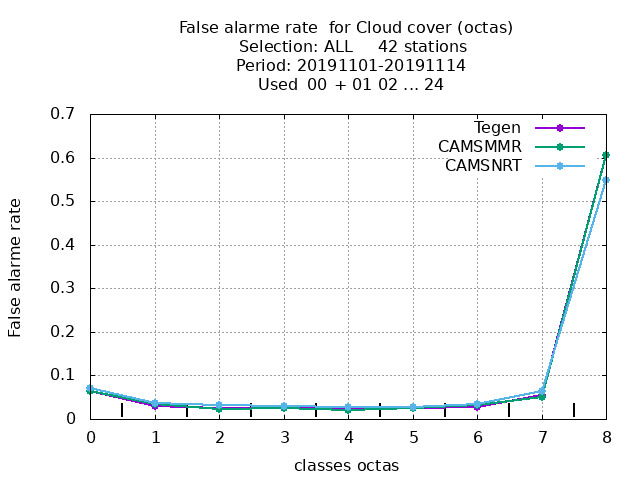 False alarme rate  for Cloud cover (octas)
Selection: ALL     42 stations
Period: 20191101-20191114
Used  00  + 01 02 ... 24
Tegen
CAMSMMR
CAMSNRT
False alarme rate
0.7
0.6
0.5
0.4
0.3
0.2
0.1
0
0 1 2 3 4 5 6 7 8
classes octas